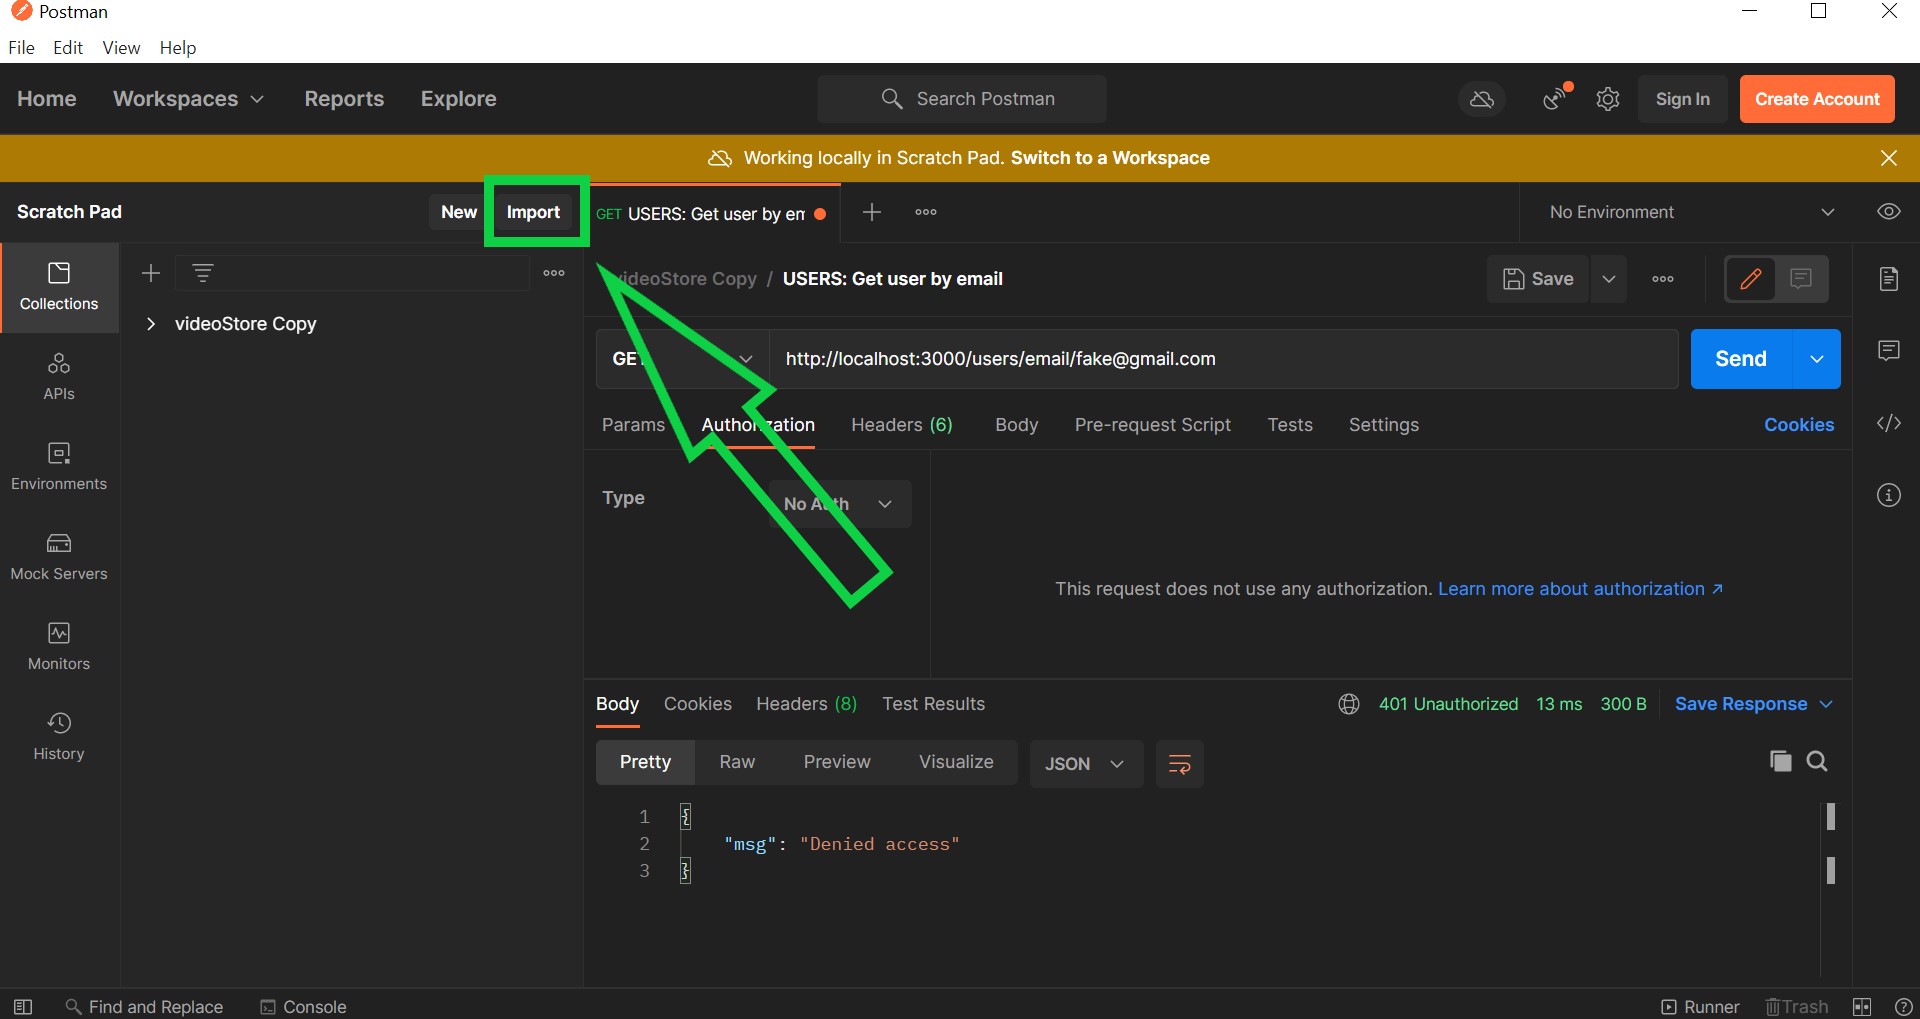 Postman
File Edit View Help
Home Workspaces Reports Explore Search Postman Sign In Create Account
Working locally in Scratch Pad. Switch to a Workspace
Scratch Pad New Import GET USERS: Get user by em No Environment
Collections
videoStore Copy
APIs
Environments
Mock Servers
Monitors
History
videoStore Copy / USERS: Get user by email Save
GET http://localhost:3000/users/email/fake@gmail.com Send
Params Authorization Headers (6) Body Pre-request Script Tests Settings Cookies
Type No Auth
This request does not use any authorization. Learn more about authorization
Body Cookies Headers (8) Test Results 401 Unauthorized 13 ms 300 B Save Response
Pretty Raw Preview Visualize JSON
1 {
2 "msg": "Denied access"
3 }
Find and Replace Console Runner Trash